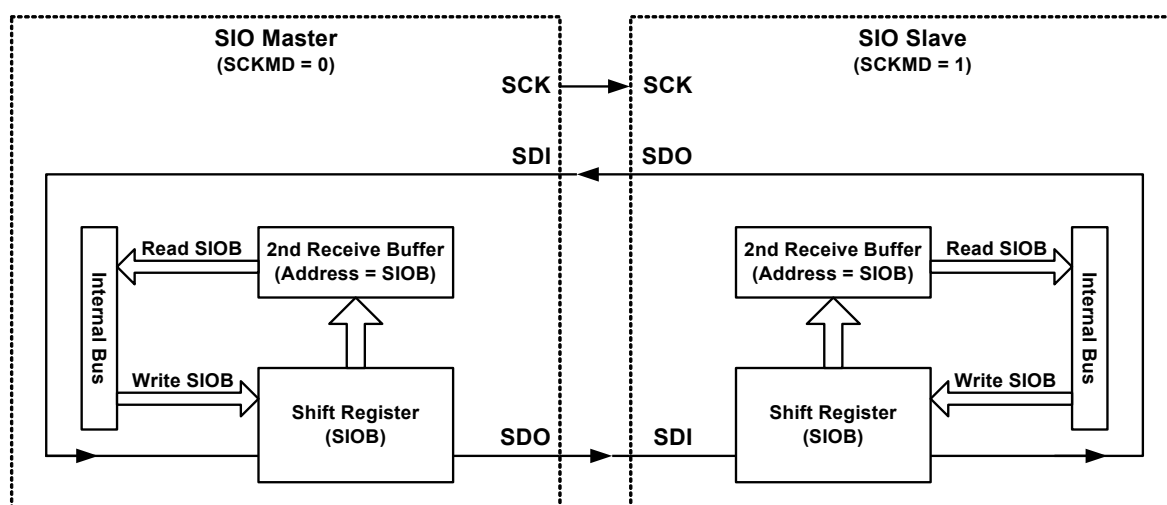 SIO Master
(SCKMD = 0)
SIO Slave
(SCKMD = 1)
SCK
SCK
SDI
SDO
Read SIOB
2nd Receive Buffer
(Address = SIOB)
Internal Bus
Write SIOB
Shift Register
(SIOB)
SDO
SDI
2nd Receive Buffer
(Address = SIOB)
Read SIOB
Internal Bus
Write SIOB
Shift Register
(SIOB)